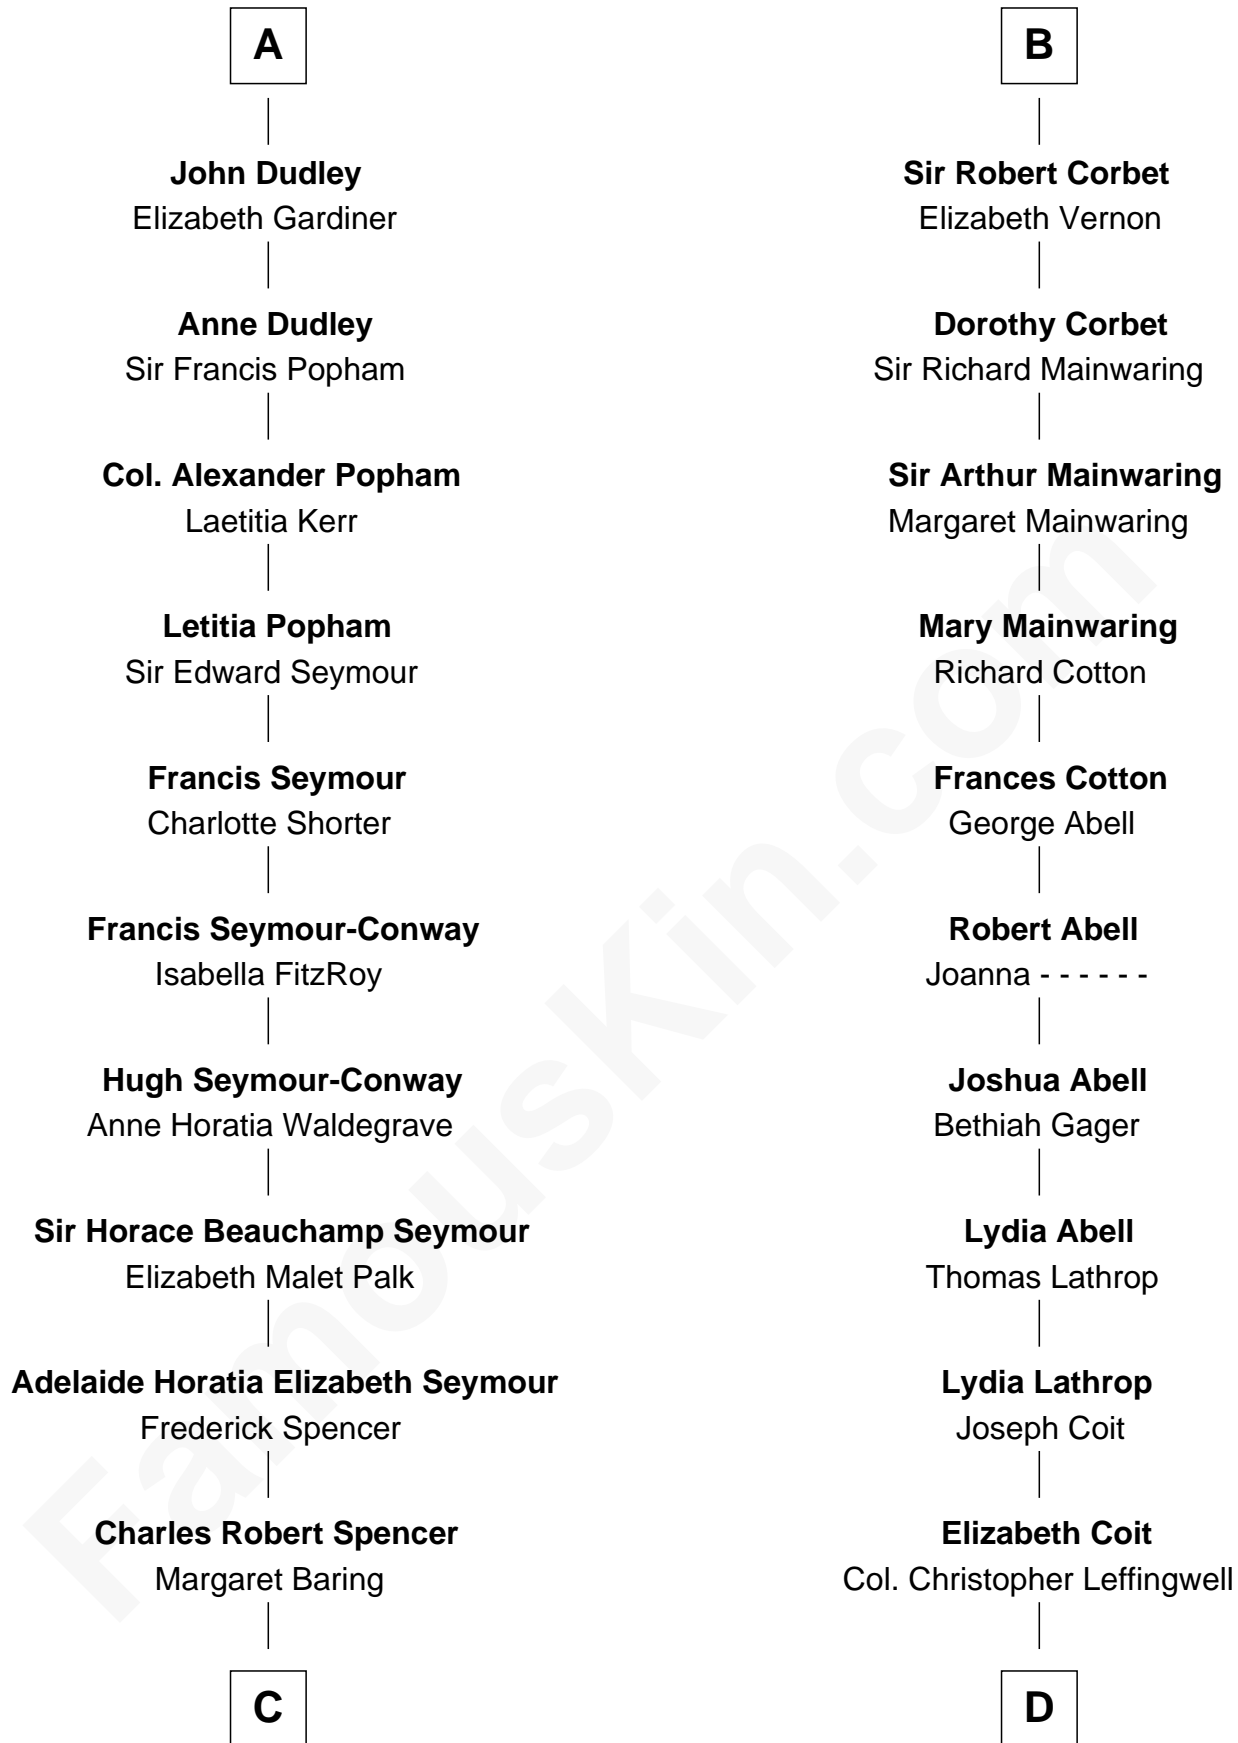 A
John Dudley
Elizabeth Gardiner
Anne Dudley
Sir Francis Popham
Col. Alexander Popham
Laetitia Kerr
Letitia Popham
Sir Edward Seymour
Francis Seymour
Charlotte Shorter
Francis Seymour-Conway
Isabella FitzRoy
Hugh Seymour-Conway
Anne Horatia Waldegrave
Sir Horace Beauchamp Seymour
Elizabeth Malet Palk
Adelaide Horatia Elizabeth Seymour
Frederick Spencer
Charles Robert Spencer
Margaret Baring
C
B
Sir Robert Corbet
Elizabeth Vernon
Dorothy Corbet
Sir Richard Mainwaring
Sir Arthur Mainwaring
Margaret Mainwaring
Mary Mainwaring
Richard Cotton
Frances Cotton
George Abell
Robert Abell
Joanna - - - - - -
Joshua Abell
Bethiah Gager
Lydia Abell
Thomas Lathrop
Lydia Lathrop
Joseph Coit
Elizabeth Coit
Col. Christopher Leffingwell
D
FamousKin.com